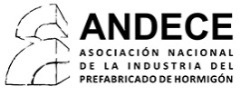 ANDECE
ASOCIACIÓN NACIONAL
DE LA INDUSTRIA DEL
PREFABRICADO DE HORMIGÓN